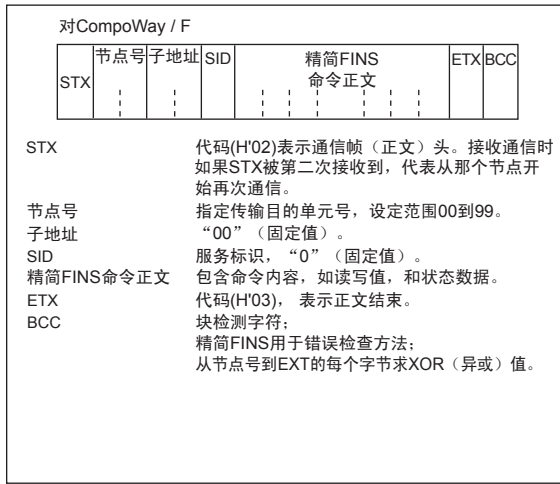 对CompoWay / F
STX 节点号 子地址 SID 精简FINS ETX BCC
命令正文
STX 代码(H'02)表示通信帧（正文）头。接收通信时
如果STX被第二次接收到，代表从那个节点开
始再次通信。
节点号 指定传输目的单元号，设定范围00到99。
子地址 “00”（固定值）。
SID 服务标识，“0”（固定值）。
精简FINS命令正文 包含命令内容，如读写值，和状态数据。
ETX 代码(H'03)， 表示正文结束。
BCC 块检测字符；
精简FINS用于错误检查方法；
从节点号到EXT的每个字节求XOR（异或）值。